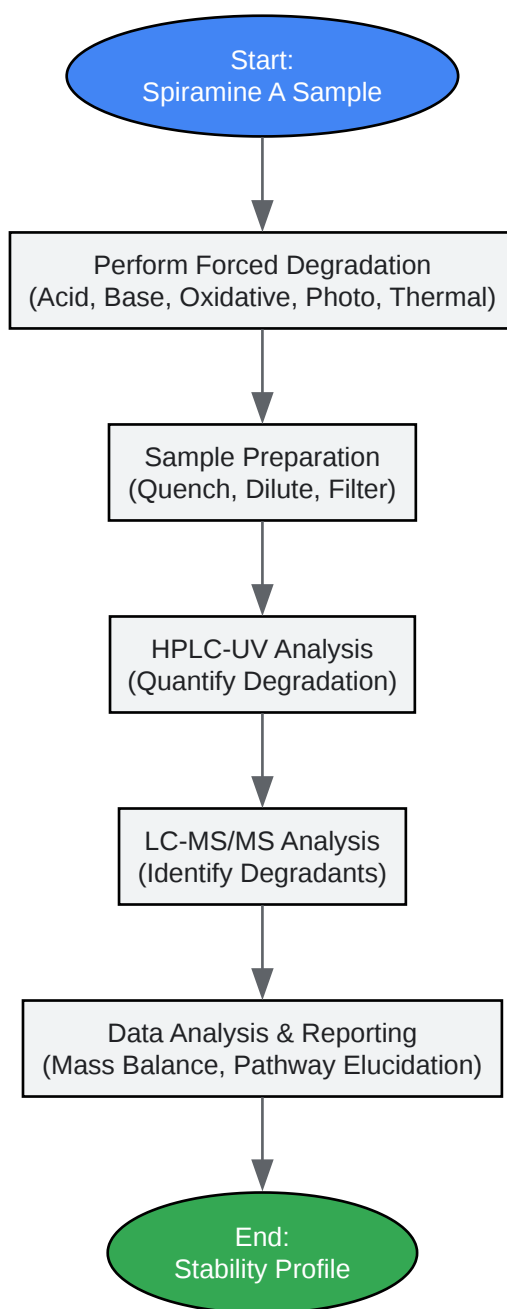 Start:
Spiramine A Sample
Perform Forced Degradation
(Acid, Base, Oxidative, Photo, Thermal)
Sample Preparation
(Quench, Dilute, Filter)
HPLC-UV Analysis
(Quantify Degradation)
LC-MS/MS Analysis
(Identify Degradants)
Data Analysis & Reporting
(Mass Balance, Pathway Elucidation)
End:
Stability Profile